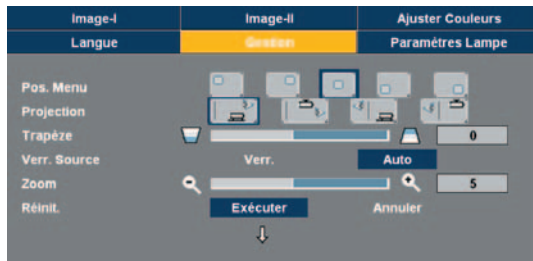 Image-I Image-II Ajuster Couleurs
Langue Gestion Paramétres Lampe
Pos. Menu
Projection
Trapéze 0
Verr. Source Verr. Auto
Zoom 5
Réinit. Exécuter Annuler